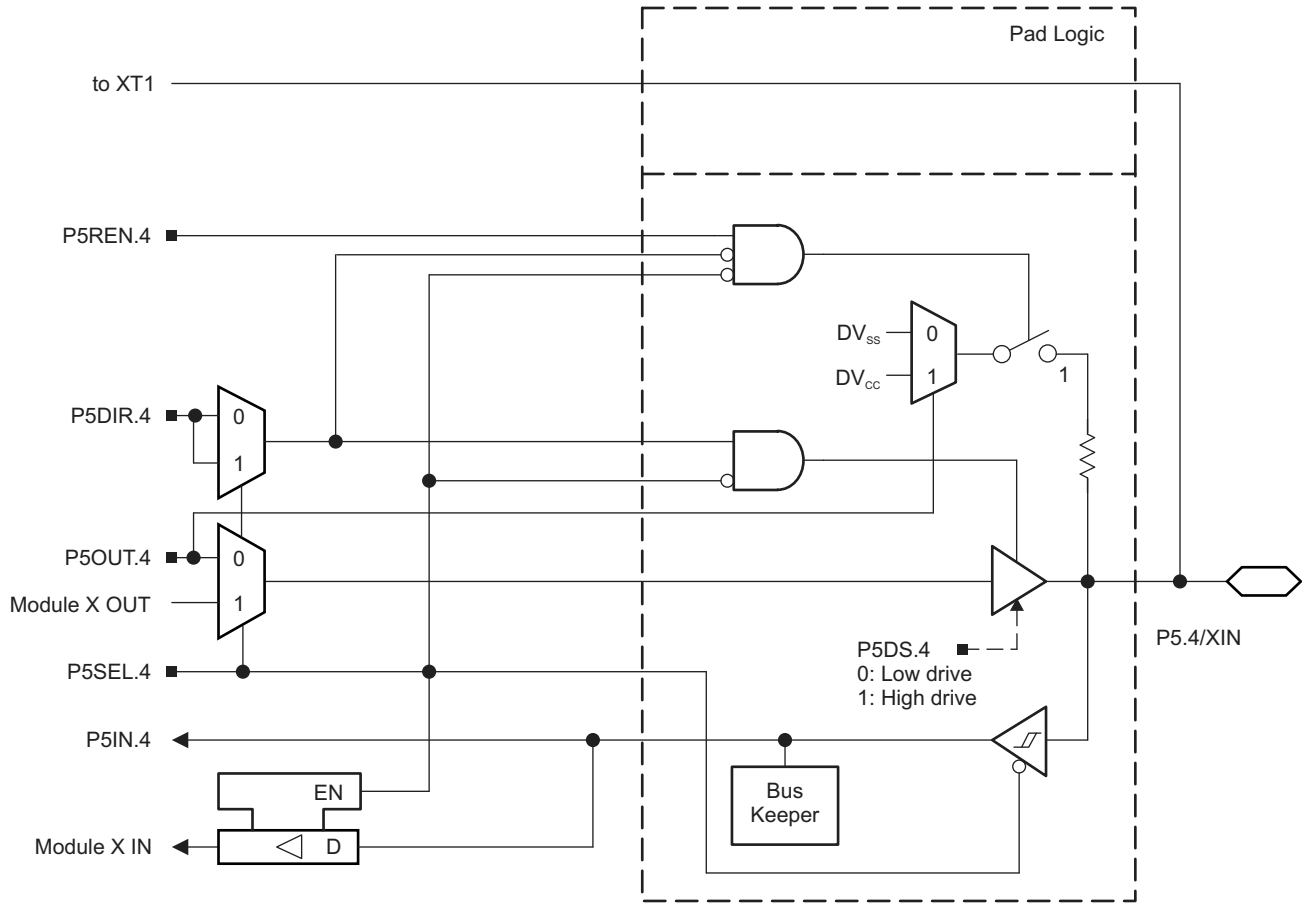 Pad Logic
to XT1
P5REN.4
DVSS
0
DVCC
1
1
P5DIR.4
0
1
P5OUT.4
0
Module X OUT
1
P5.4/XIN
P5SEL.4
P5DS.4
0: Low drive
1: High drive
P5IN.4
EN
Bus
Keeper
Module X IN
D